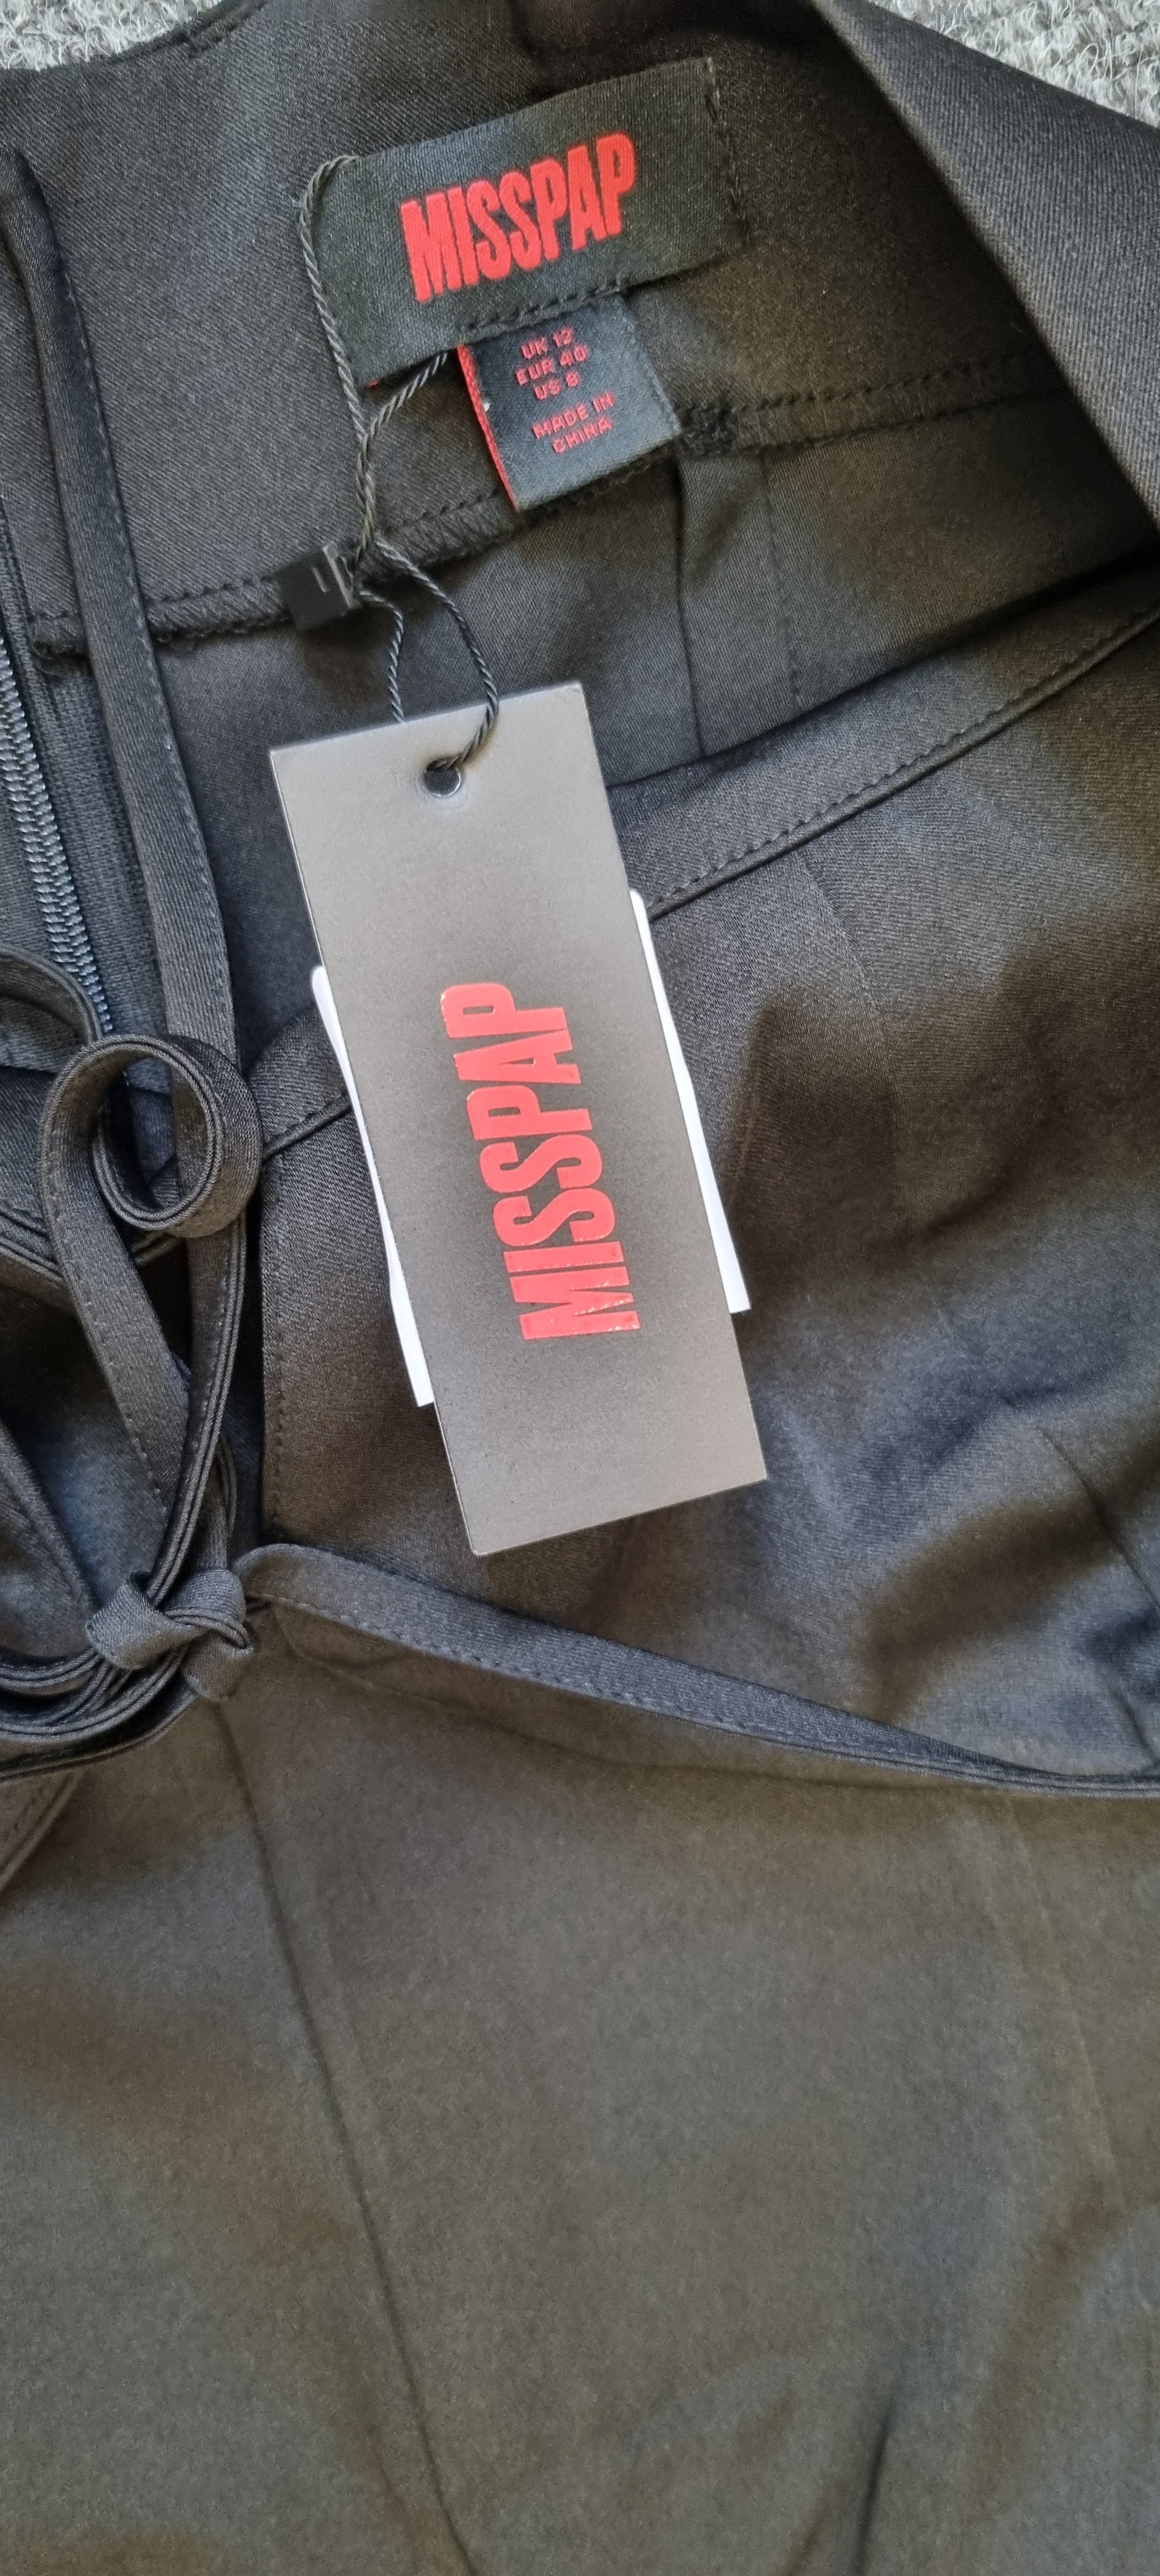 MISSPAP
UK 12
EUR 40
US 8
MADE IN
CHINA
MISSPAP